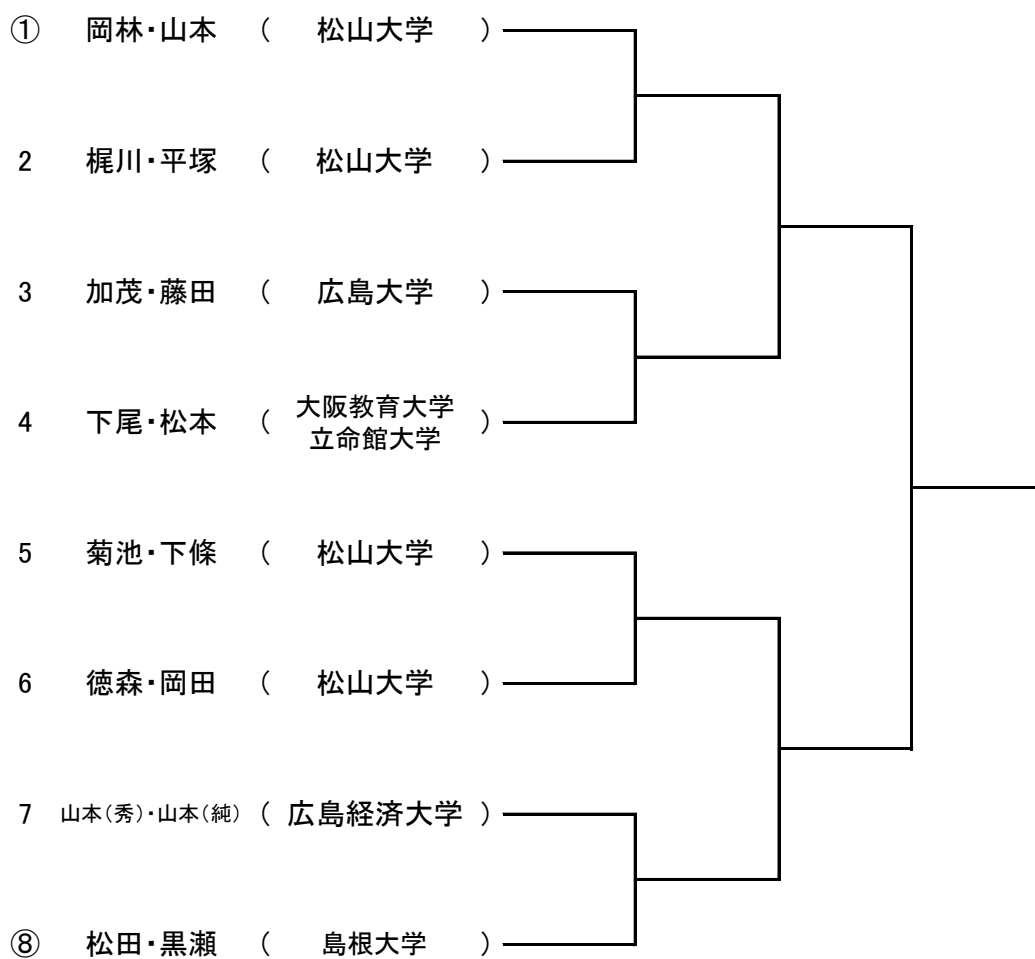 ① 岡林・山本 ( 松山大学 )
2 梶川・平塚 ( 松山大学 )
3 加茂・藤田 ( 広島大学 )
4 下尾・松本 ( 大阪教育大学
立命館大学 )
5 菊池・下條 ( 松山大学 )
6 徳森・岡田 ( 松山大学 )
7 山本(秀)・山本(純) ( 広島経済大学 )
⑧ 松田・黒瀬 ( 島根大学 )